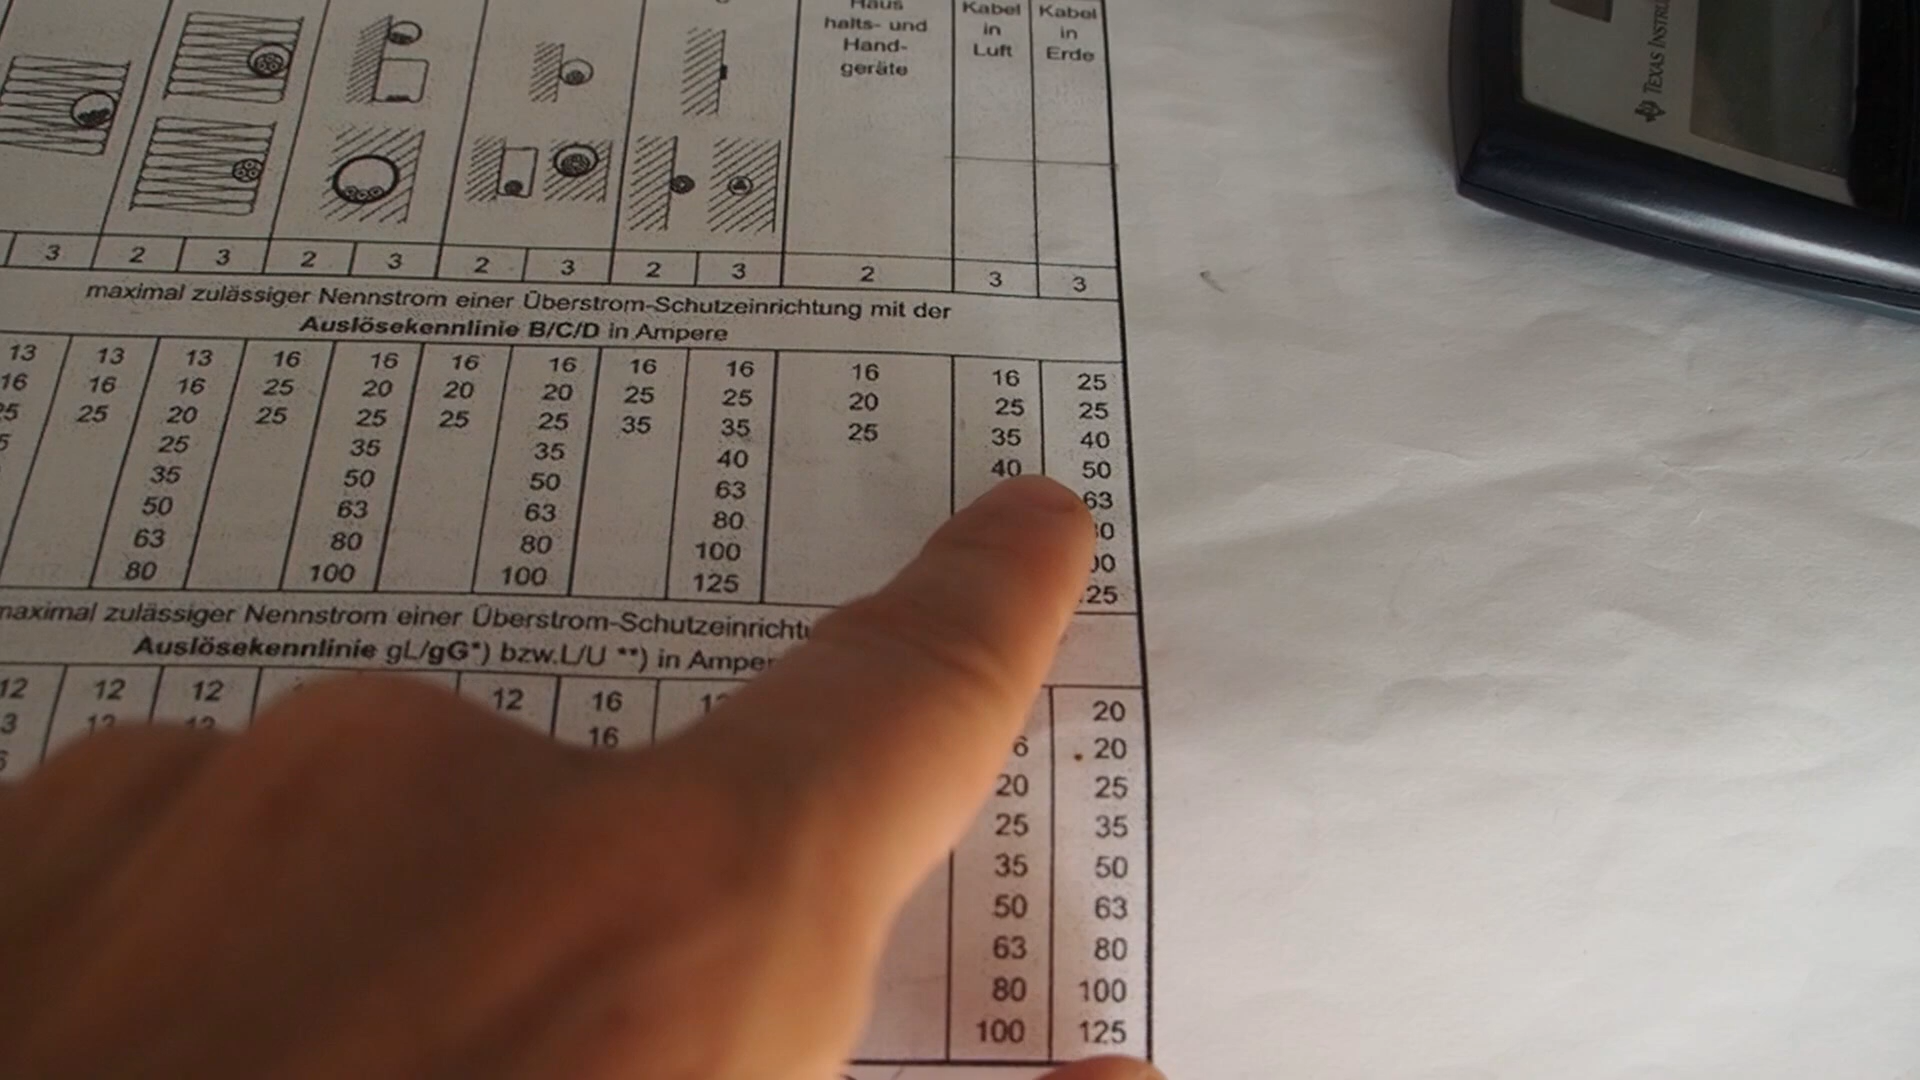 Haus
halts- und
Hand-
geräte
Kabel
in
Luft
Kabel
in
Erde
TEXAS
3 2 3 2 3 2 3 2 3 2 3 3
maximal zulässiger Nennstrom einer Überstrom-Schutzeinrichtung mit der
Auslösekennlinie B/C/D in Ampere
13 13 13 16 16 16 16 16 16 16 16 25
16 16 16 25 20 20 20 25 25 20 25 25
25 20 25 25 25 25 35 35 25 35 40
25 35 35 40 40 50
35 50 50 63 63
50 63 63 80
63 80 80 100
80 100 100 125
maximal zulässiger Nennstrom einer
Auslösekennlinie gL/gG*) bzw.L/U **) in
12 12 12 12 16 20
16 20
20 25
25 35
35 50
50 63
63 80
80 100
100 125